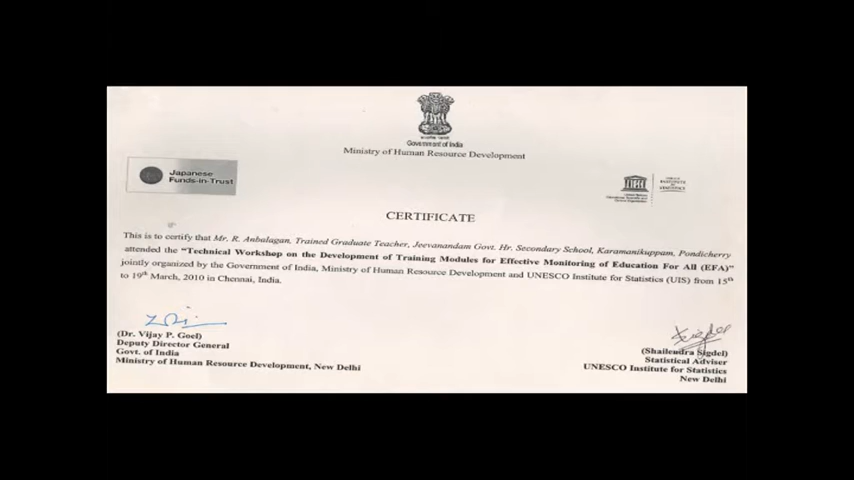 Government of India
Ministry of Human Resource Development
Japanese
Funds-in-Trust
CERTIFICATE
This is to certify that Mr. R. Anbalagan, Trained Graduate Teacher, Jeevanandam Govt. Hr. Secondary School, Karamanikuppam, Pondicherry
attended the "Technical Workshop on the Development of Training Modules for Effective Monitoring of Education For All (EFA)"
jointly organized by the Government of India, Ministry of Human Resource Development and UNESCO Institute for Statistics (UIS) from 15th
to 19th March, 2010 in Chennai, India.
(Dr. Vijay P. Goel)
Deputy Director General
Govt. of India
Ministry of Human Resource Development, New Delhi
(Shailendra Sigdel)
Statistical Adviser
UNESCO Institute for Statistics
New Delhi